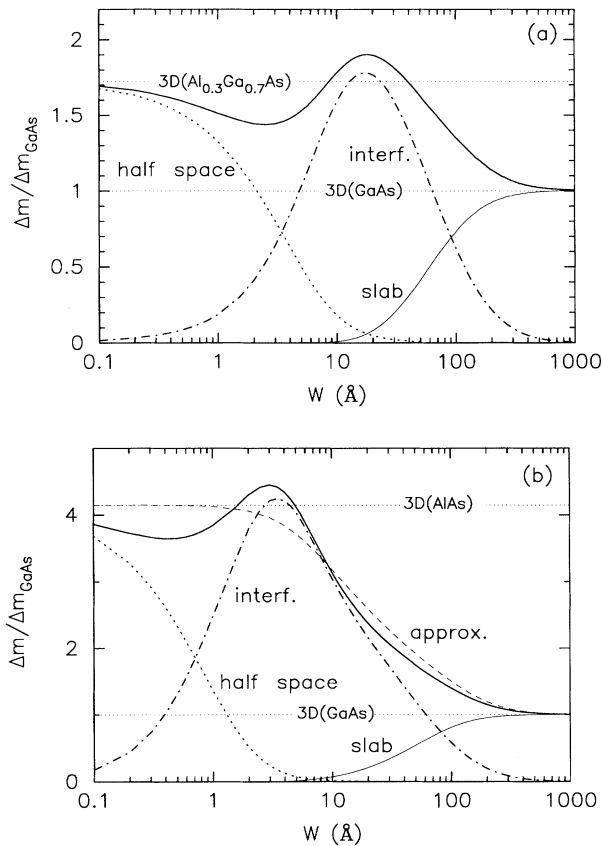 (a)
2
3D(Al0.3Ga0.7As)
1.5
half space
interf.
1
3D(GaAs)
0.5
slab
0
0.1 1 10 100 1000
W (Å)
Δm/ΔmGaAs
(b)
4
3D(AlAs)
interf.
approx.
2
half space
3D(GaAs)
slab
0
0.1 1 10 100 1000
W (Å)
Δm/ΔmGaAs